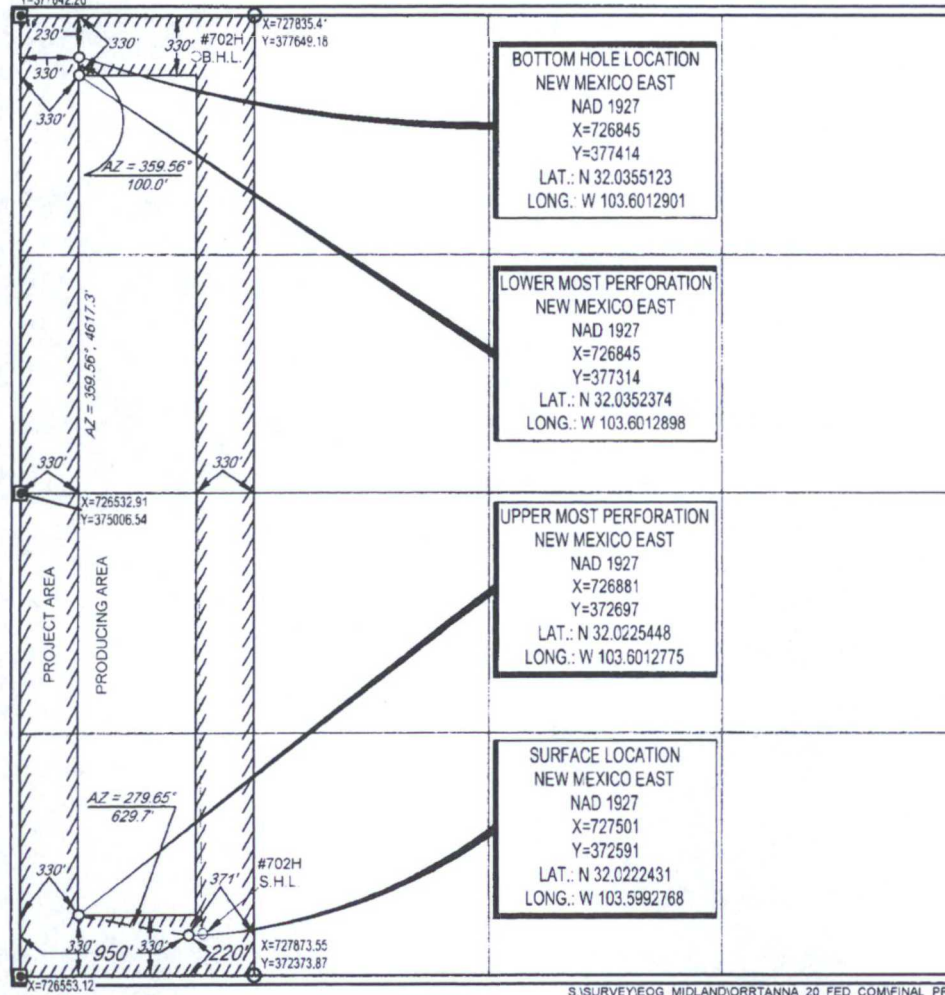 Y=377642.20
X=727835.4
Y=377649.18
230'
330'
330'
#702H
B.H.L.
330'
330'
AZ = 359.56°
100.0'
BOTTOM HOLE LOCATION
NEW MEXICO EAST
NAD 1927
X=726845
Y=377414
LAT.: N 32.0355123
LONG.: W 103.6012901
LOWER MOST PERFORATION
NEW MEXICO EAST
NAD 1927
X=726845
Y=377314
LAT.: N 32.0352374
LONG.: W 103.6012898
AZ = 359.56°, 4617.3'
330'
330'
X=726532.91
Y=375006.54
UPPER MOST PERFORATION
NEW MEXICO EAST
NAD 1927
X=726881
Y=372697
LAT.: N 32.0225448
LONG.: W 103.6012775
PROJECT AREA
PRODUCING AREA
SURFACE LOCATION
NEW MEXICO EAST
NAD 1927
X=727501
Y=372591
LAT.: N 32.0222431
LONG.: W 103.5992768
AZ = 279.65°
629.7'
330'
371'
#702H
S.H.L.
330'
950'
330'
220'
X=727873.55
Y=372373.87
X=726553.12
S:\SURVEY\EOG_MIDLAND\ORRTANNA_20_FED_COM\FINAL_PR